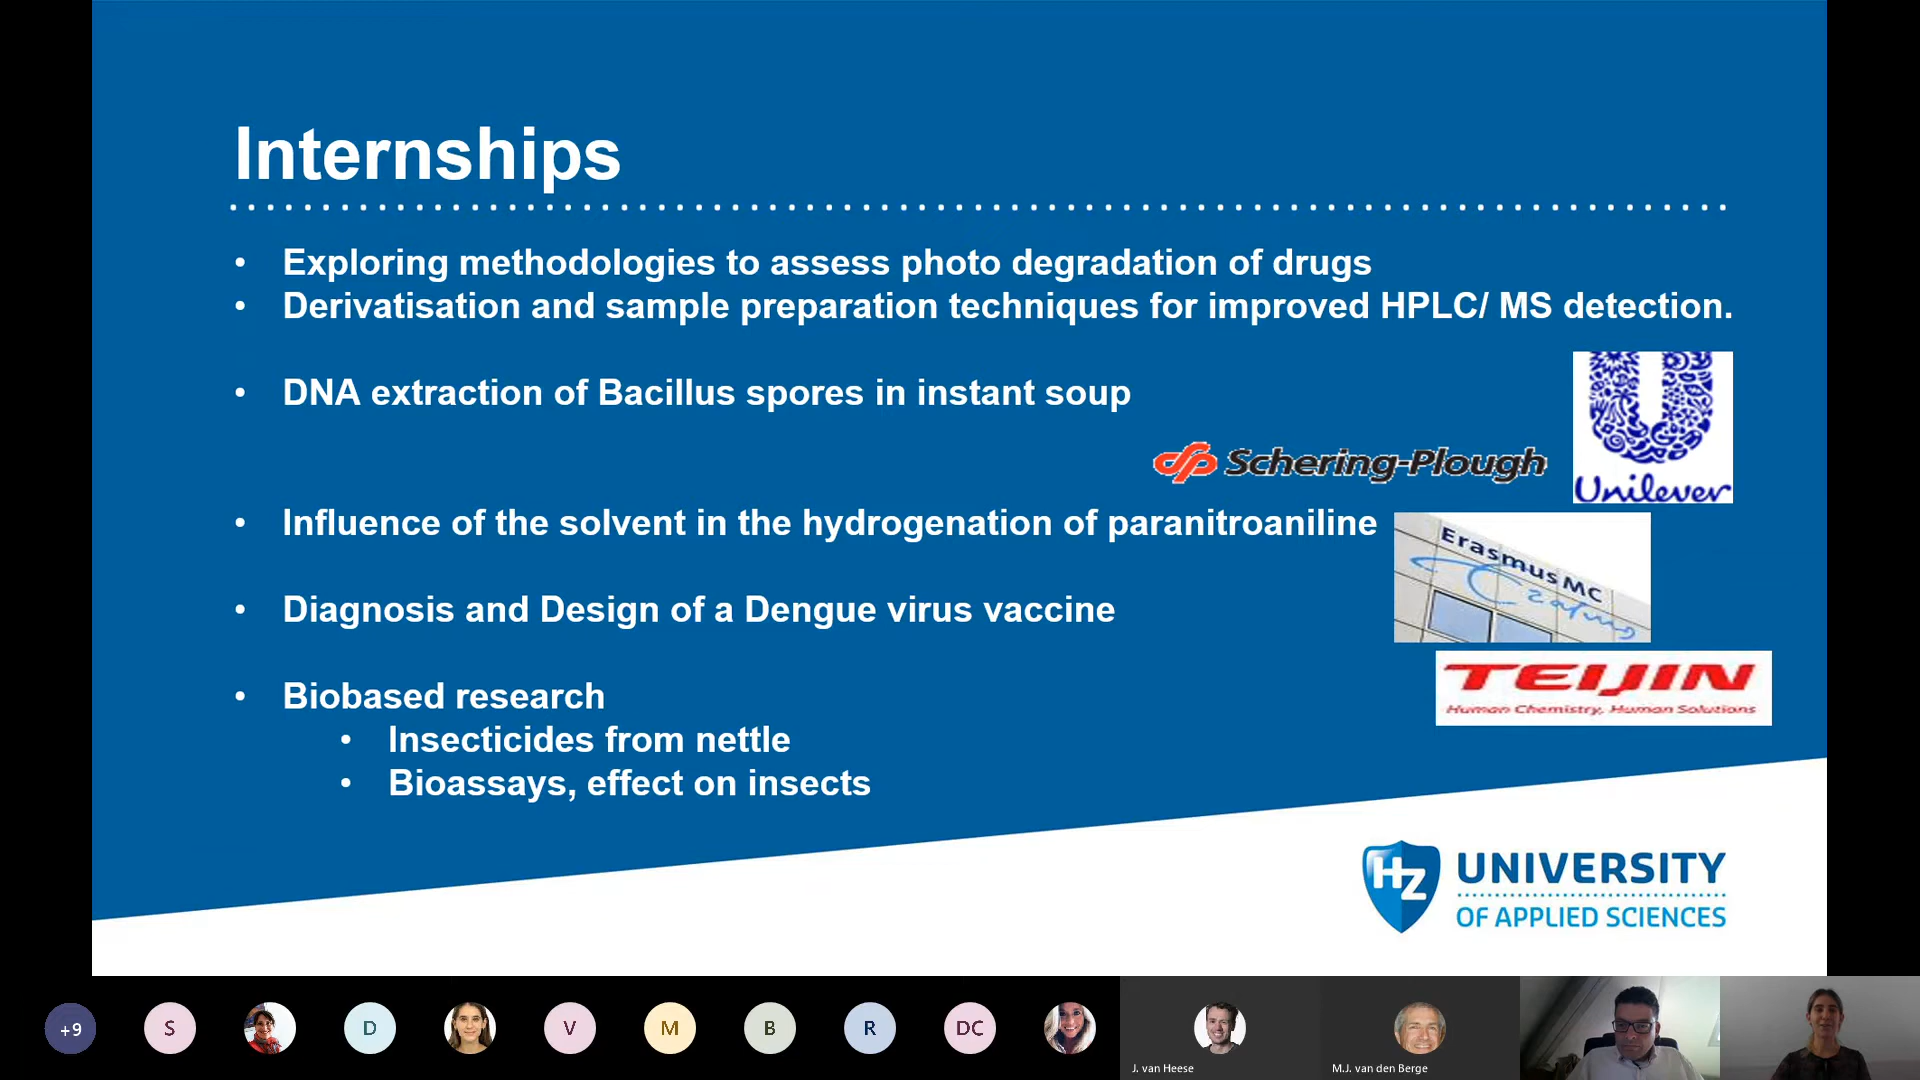 Internships
Exploring methodologies to assess photo degradation of drugs
Derivatisation and sample preparation techniques for improved HPLC/ MS detection.
DNA extraction of Bacillus spores in instant soup
Unilever
Schering-Plough
Influence of the solvent in the hydrogenation of paranitroaniline
Erasmus MC
Diagnosis and Design of a Dengue virus vaccine
TEIJIN
Human Chemistry, Human Solutions
Biobased research
Insecticides from nettle
Bioassays, effect on insects
HZ UNIVERSITY
OF APPLIED SCIENCES
+9
S
D
V
M
B
R
DC
J. van Heese
M.J. van den Berge